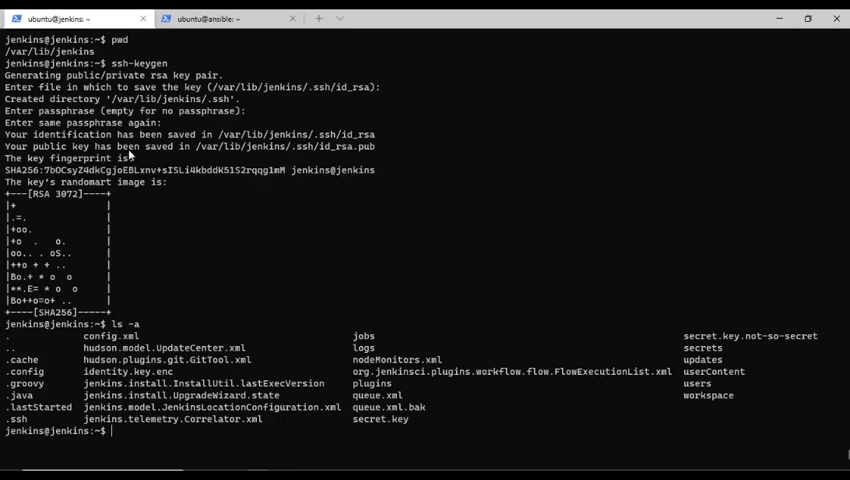 ubuntu@jenkins: ~
ubuntu@ansible: ~
jenkins@jenkins:~$ pwd
/var/lib/jenkins
jenkins@jenkins:~$ ssh-keygen
Generating public/private rsa key pair.
Enter file in which to save the key (/var/lib/jenkins/.ssh/id_rsa):
Created directory '/var/lib/jenkins/.ssh'.
Enter passphrase (empty for no passphrase):
Enter same passphrase again:
Your identification has been saved in /var/lib/jenkins/.ssh/id_rsa
Your public key has been saved in /var/lib/jenkins/.ssh/id_rsa.pub
The key fingerprint is:
SHA256:7bOCsyZ4dkCgjoEBLxnv+sISLi4kbddK51S2rqqg1mM jenkins@jenkins
The key's randomart image is:
+---[RSA 3072]----+
|+                |
|.=.              |
|+oo.             |
|+o  .   o.       |
|oo.. . oS..      |
|++o + + ..       |
|Bo.+ * o  o      |
|**.E= * o  o     |
|Bo++o=o+ ..      |
+----[SHA256]-----+
jenkins@jenkins:~$ ls -a
. config.xml jobs secret.key.not-so-secret
.. hudson.model.UpdateCenter.xml logs secrets
.cache hudson.plugins.git.GitTool.xml nodeMonitors.xml updates
.config identity.key.enc org.jenkinsci.plugins.workflow.flow.FlowExecutionList.xml userContent
.groovy jenkins.install.InstallUtil.lastExecVersion plugins users
.java jenkins.install.UpgradeWizard.state queue.xml workspace
.lastStarted jenkins.model.JenkinsLocationConfiguration.xml queue.xml.bak
.ssh jenkins.telemetry.Correlator.xml secret.key
jenkins@jenkins:~$